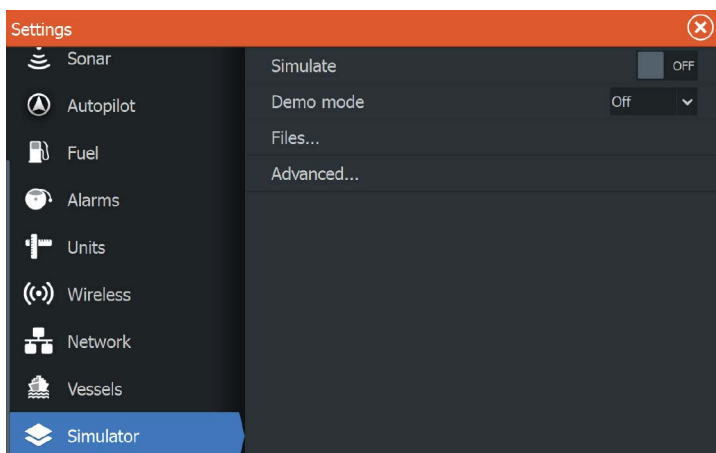 Settings
Sonar
Autopilot
Fuel
Alarms
Units
Wireless
Network
Vessels
Simulator
Simulate OFF
Demo mode Off
Files...
Advanced...